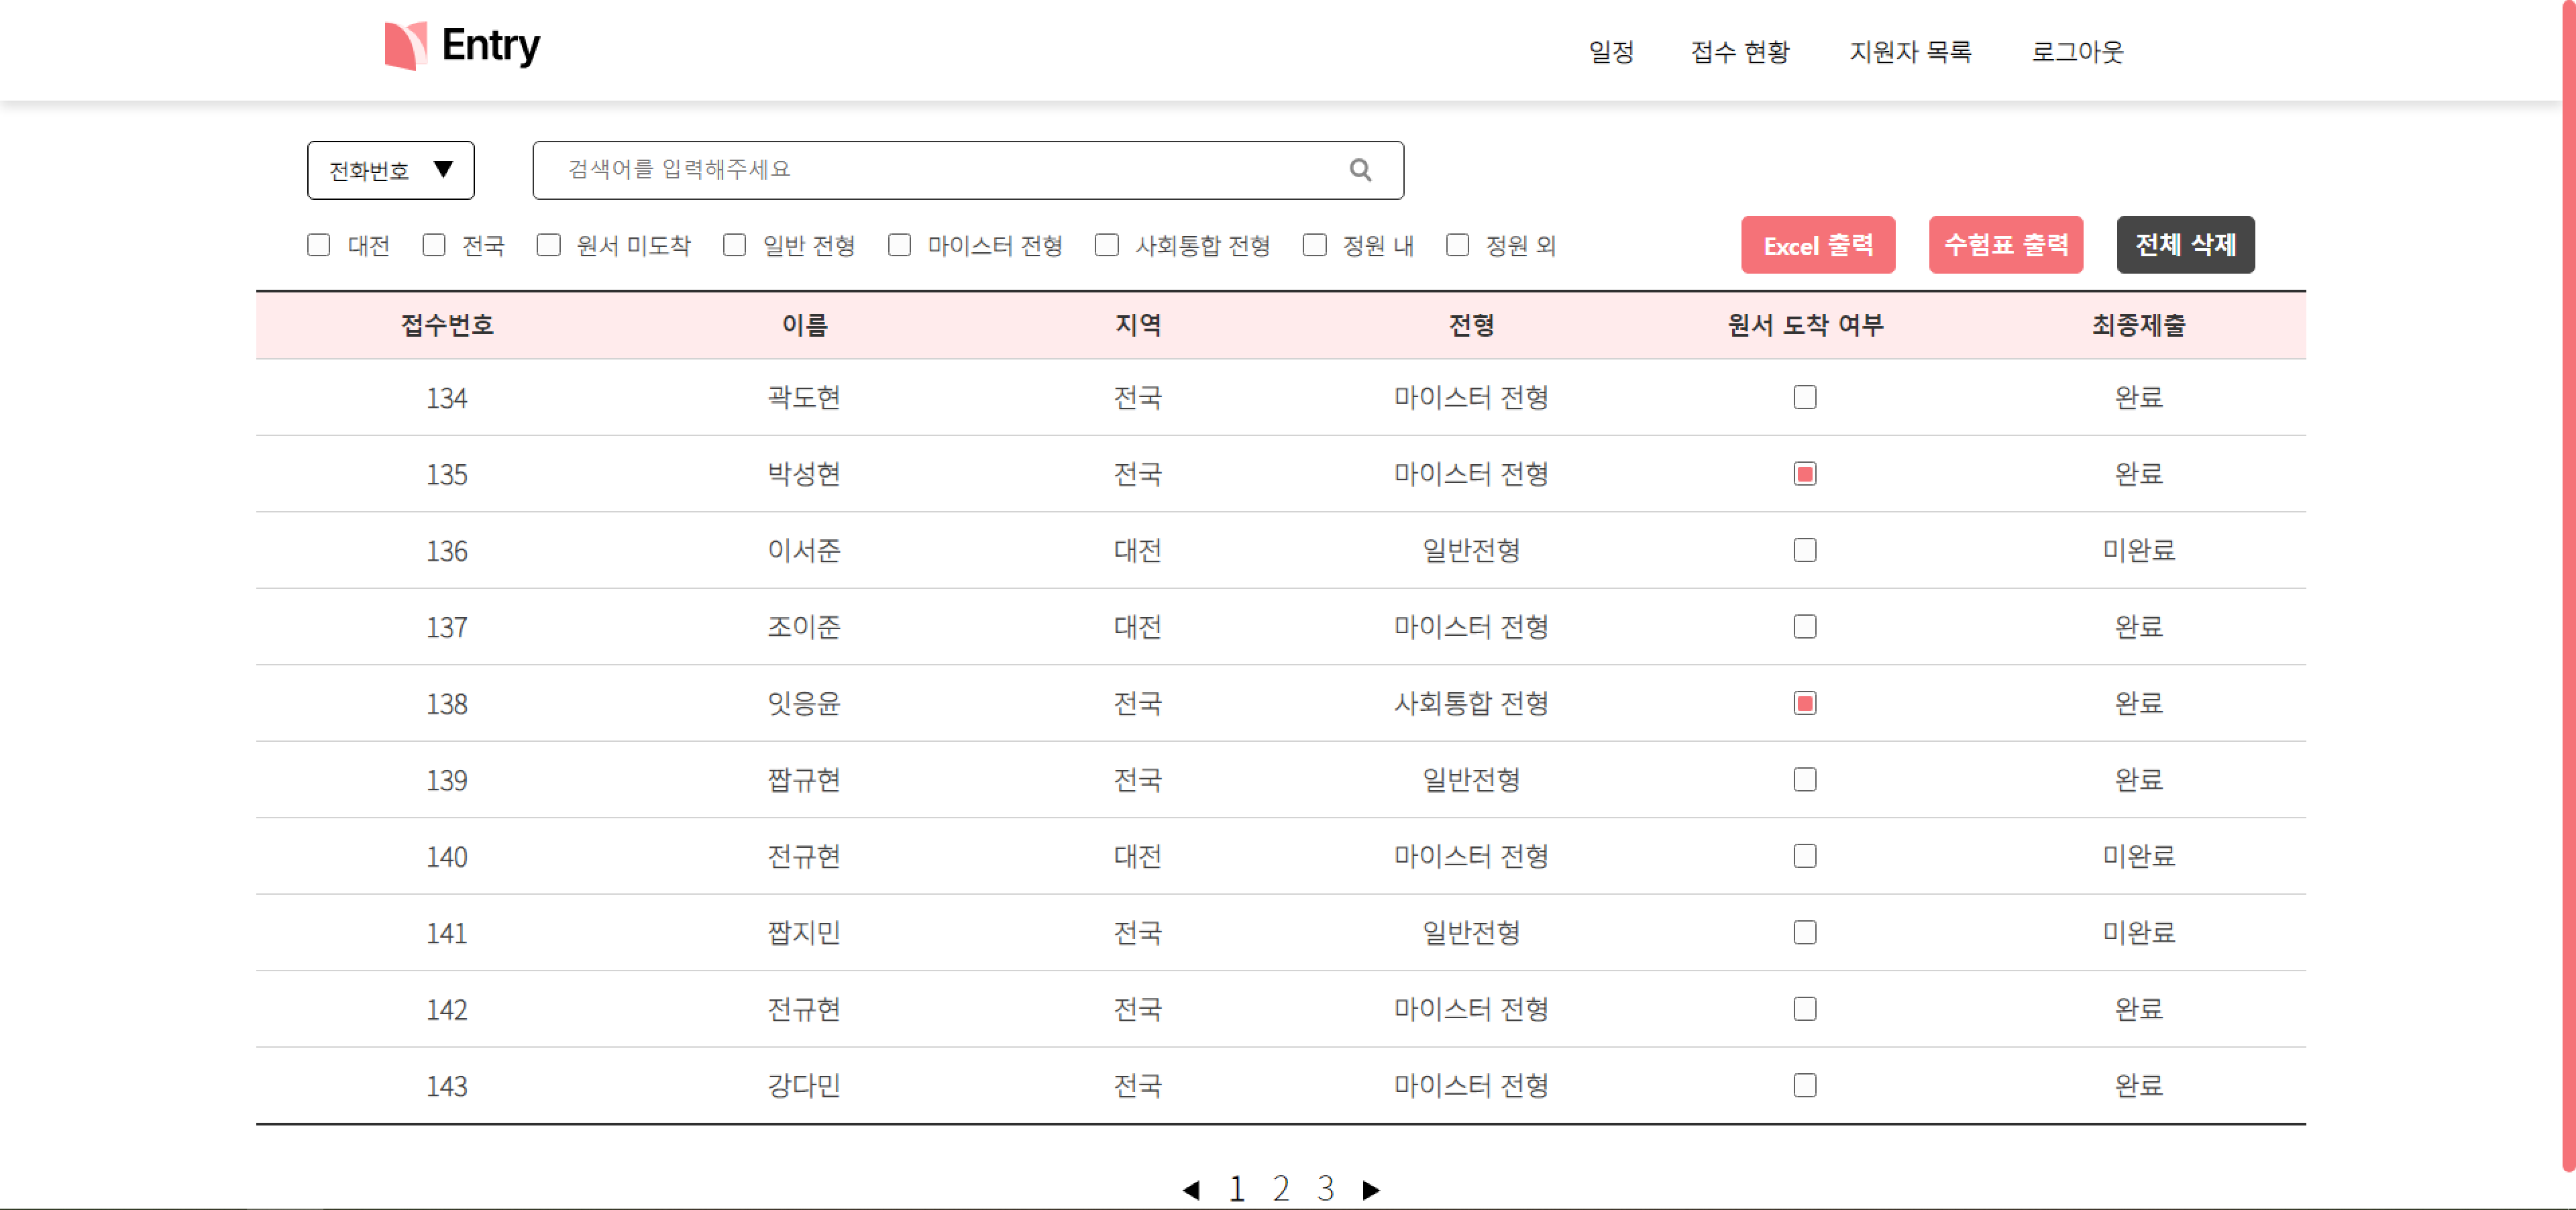 Entry 일정 접수 현황 지원자 목록 로그아웃
전화번호 ▼ 검색어를 입력해주세요
대전 전국 원서 미도착 일반 전형 마이스터 전형 사회통합 전형 정원 내 정원 외 Excel 출력 수험표 출력 전체 삭제
접수번호 이름 지역 전형 원서 도착 여부 최종제출
134 곽도현 전국 마이스터 전형 완료
135 박성현 전국 마이스터 전형 완료
136 이서준 대전 일반전형 미완료
137 조이준 대전 마이스터 전형 완료
138 잇응윤 전국 사회통합 전형 완료
139 짭규현 전국 일반전형 완료
140 전규현 대전 마이스터 전형 미완료
141 짭지민 전국 일반전형 미완료
142 전규현 전국 마이스터 전형 완료
143 강다민 전국 마이스터 전형 완료
◀ 1 2 3 ▶